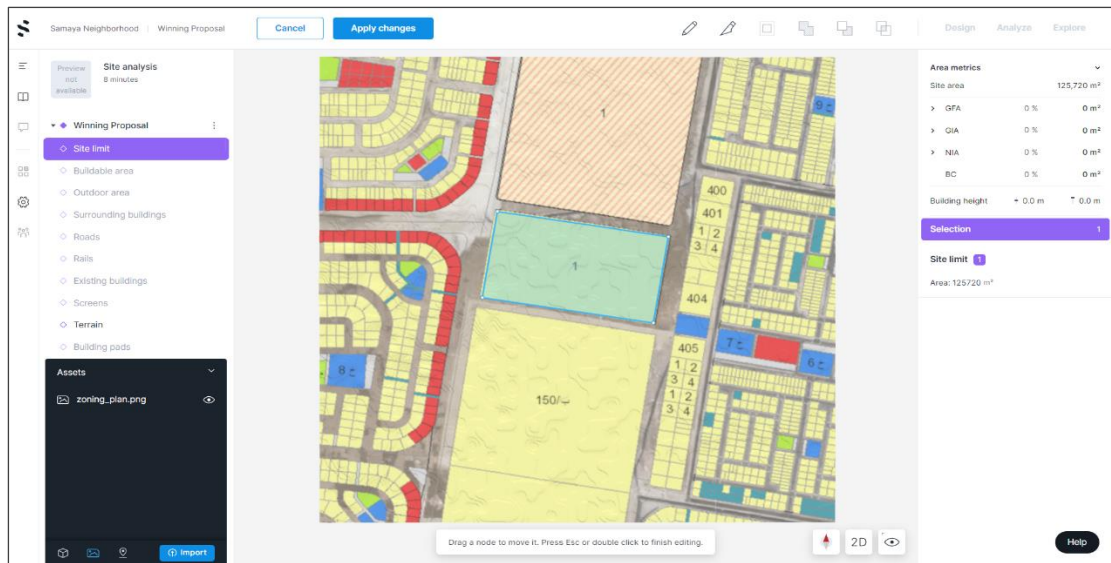 Samaya Neighborhood | Winning Proposal
Cancel
Apply changes
Design Analyze Explore
Preview not available
Site analysis
8 minutes
Winning Proposal
Site limit
Buildable area
Outdoor area
Surrounding buildings
Roads
Rails
Existing buildings
Screens
Terrain
Building pads
Assets
zoning_plan.png
Import
1
9 ج
400
401
1 2
3 4
1
404
405
7 ج
6 ج
8 ج
1 2
3 4
1 2
3 4
150/ب
Drag a node to move it. Press Esc or double click to finish editing.
2D
Area metrics
Site area 125,720 m²
GFA 0 % 0 m²
GIA 0 % 0 m²
NIA 0 % 0 m²
BC 0 % 0 m²
Building height + 0.0 m 0.0 m
Selection 1
Site limit 1
Area: 125720 m²
Help